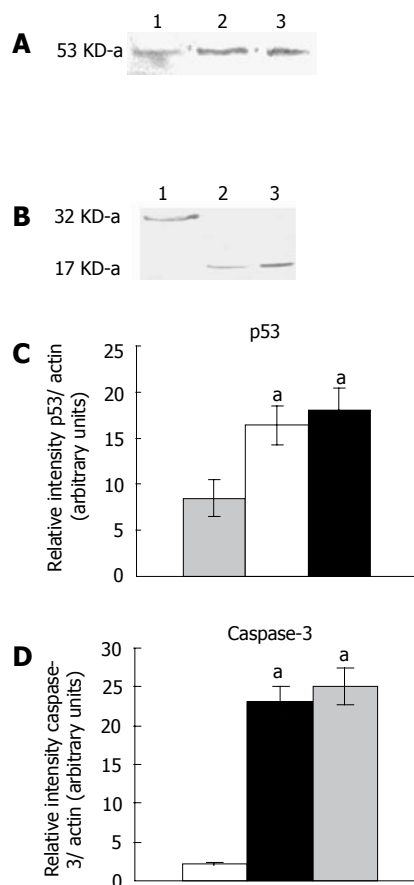 A
1 2 3
53 KD-a
B
1 2 3
32 KD-a
17 KD-a
C
p53
Relative intensity p53/ actin
(arbitrary units)
25
20
15
10
5
0
a a
D
Caspase-3
Relative intensity caspase-
3/ actin (arbitrary units)
30
25
20
15
10
5
0
a a